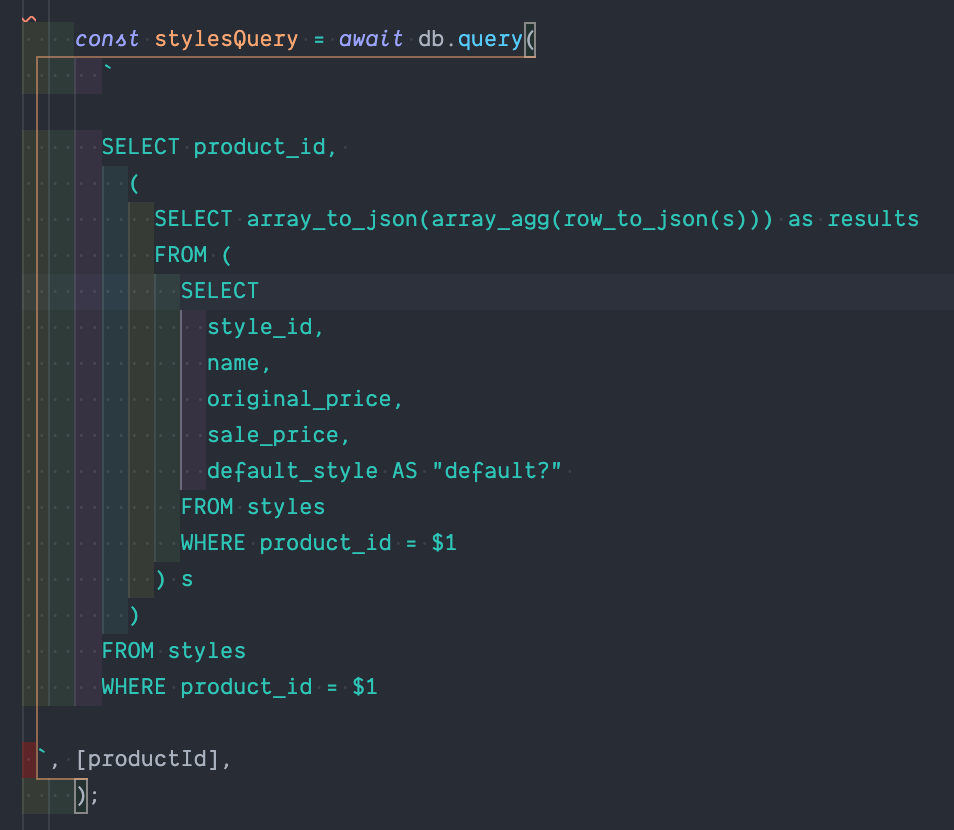 const stylesQuery = await db.query(
`
SELECT product_id,
(
SELECT array_to_json(array_agg(row_to_json(s))) as results
FROM (
SELECT
style_id,
name,
original_price,
sale_price,
default_style AS "default?"
FROM styles
WHERE product_id = $1
) s
)
FROM styles
WHERE product_id = $1
`, [productId],
);